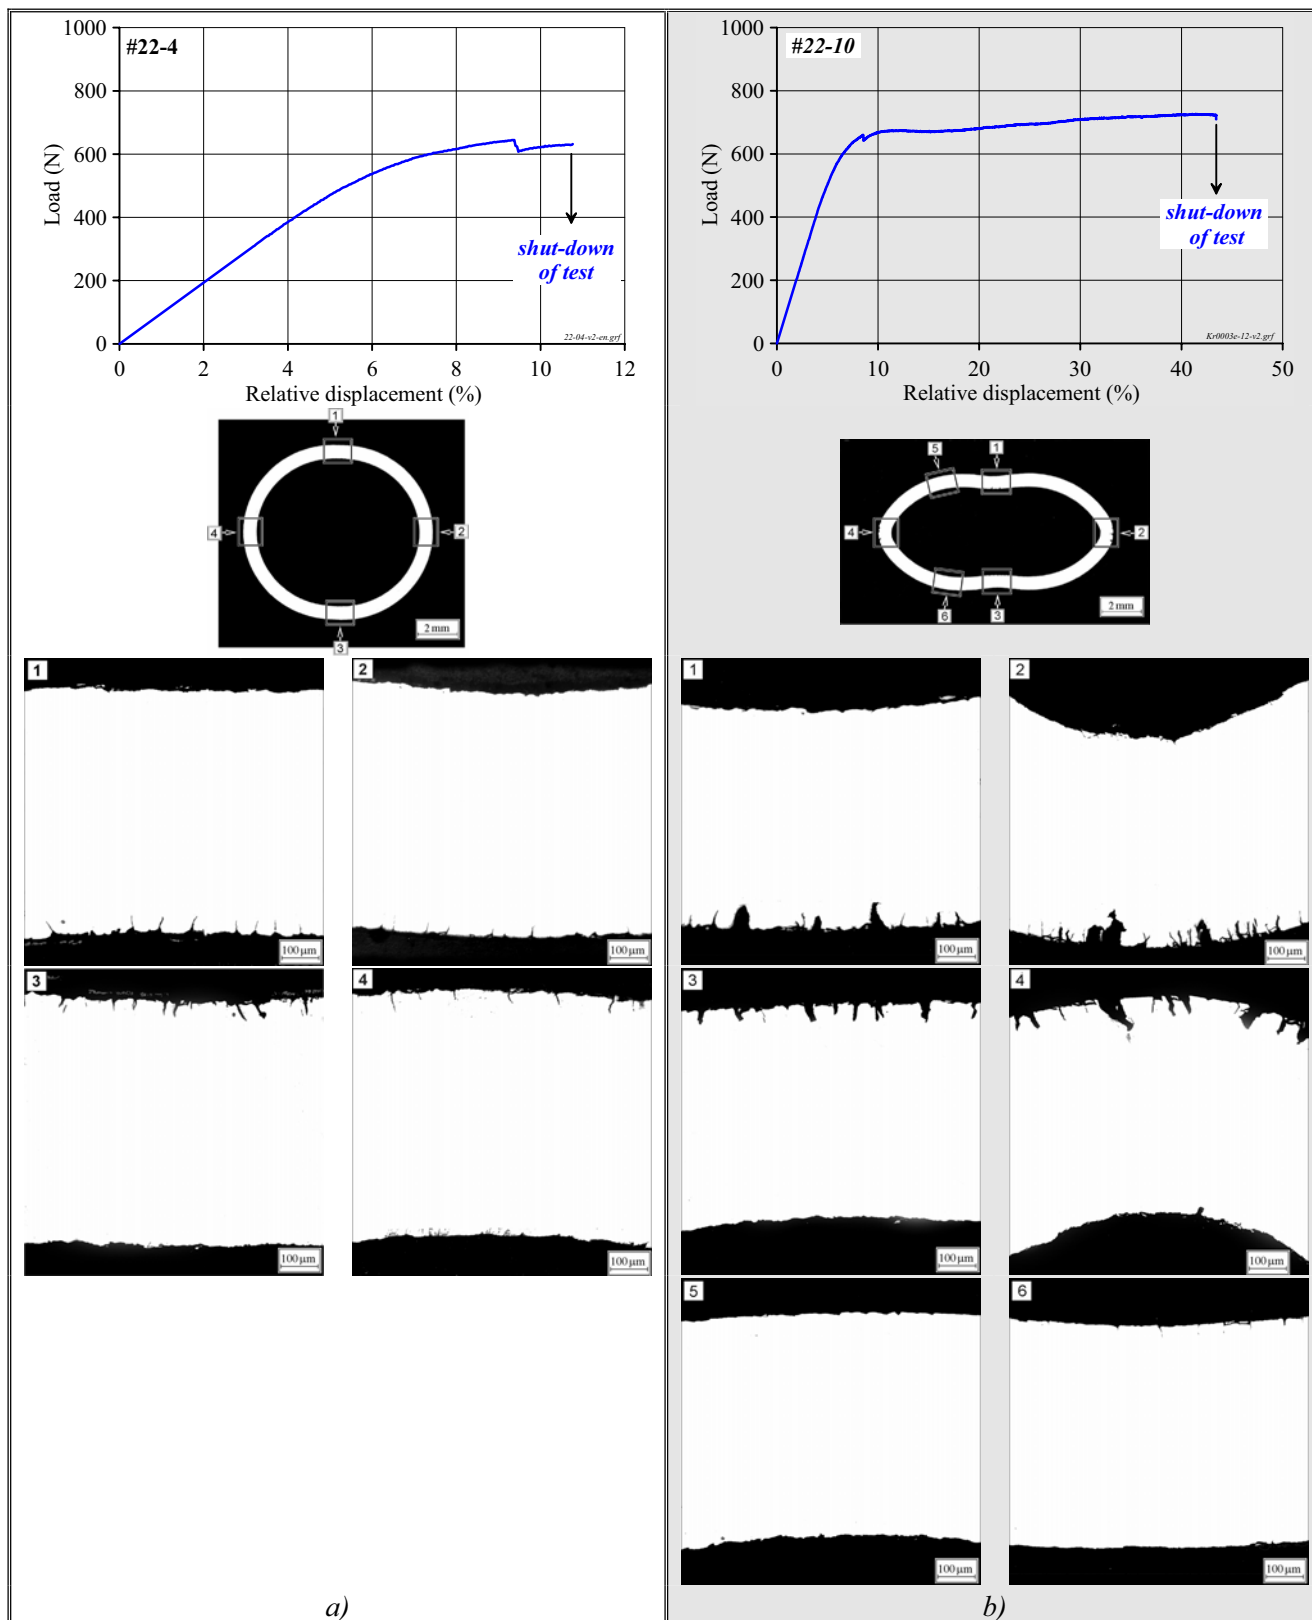 #22-4
1000
800
600
400
200
0
Load (N)
0 2 4 6 8 10 12
Relative displacement (%)
shut-down
of test
22-04-v2-en.grf
1
2
3
4
2 mm
1
100 µm
2
100 µm
3
100 µm
4
100 µm
a)
#22-10
1000
800
600
400
200
0
Load (N)
0 10 20 30 40 50
Relative displacement (%)
shut-down
of test
Kr0003e-12-v2.grf
5
1
4
2
6
3
2 mm
1
100 µm
2
100 µm
3
100 µm
4
100 µm
5
100 µm
6
100 µm
b)